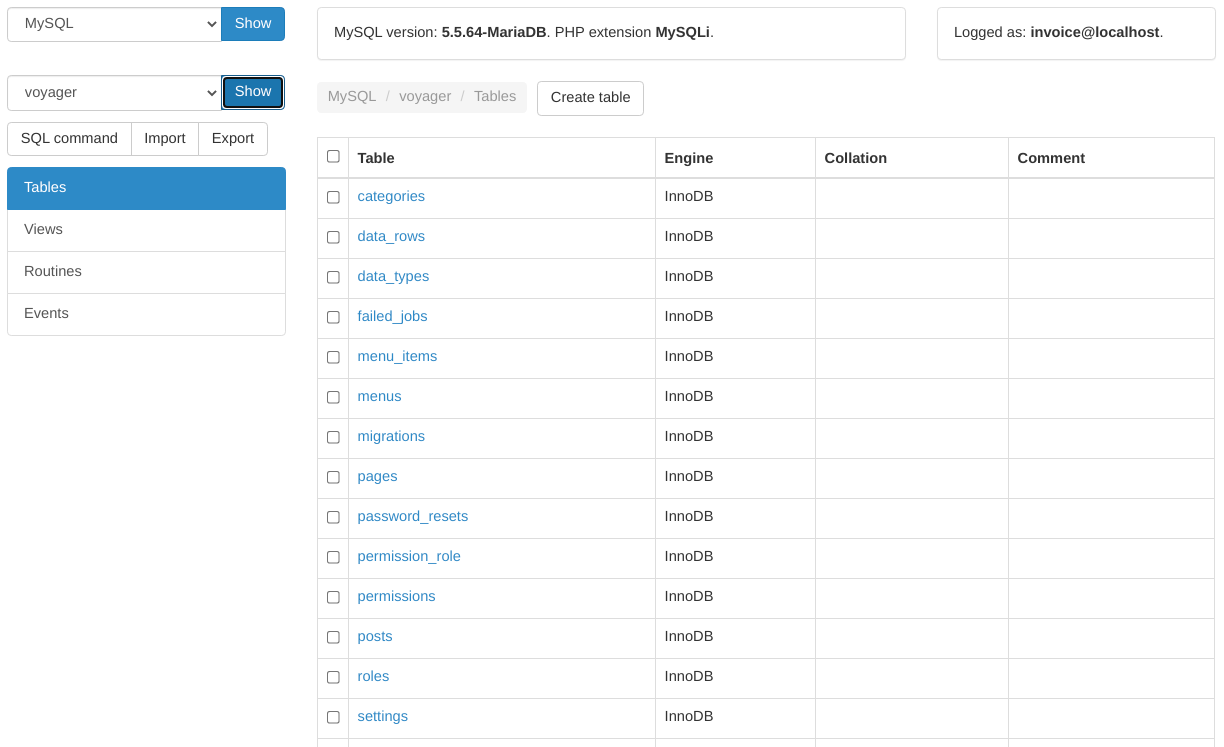 MySQL Show
voyager Show
SQL command Import Export
Tables
Views
Routines
Events
MySQL version: 5.5.64-MariaDB. PHP extension MySQLi.
Logged as: invoice@localhost.
MySQL / voyager / Tables Create table
Table Engine Collation Comment
categories InnoDB
data_rows InnoDB
data_types InnoDB
failed_jobs InnoDB
menu_items InnoDB
menus InnoDB
migrations InnoDB
pages InnoDB
password_resets InnoDB
permission_role InnoDB
permissions InnoDB
posts InnoDB
roles InnoDB
settings InnoDB